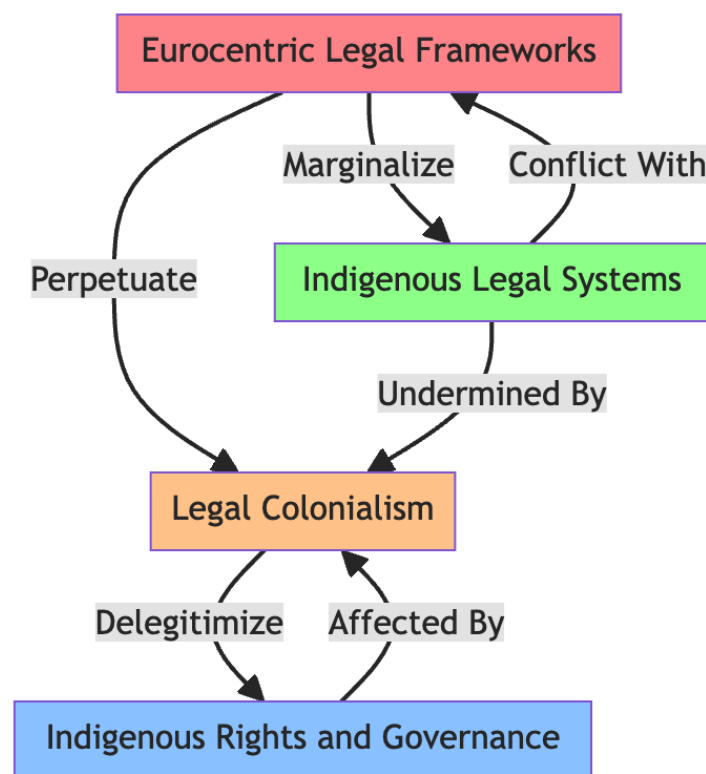 Eurocentric Legal Frameworks
Marginalize
Conflict With
Perpetuate
Indigenous Legal Systems
Undermined By
Legal Colonialism
Delegitimize
Affected By
Indigenous Rights and Governance